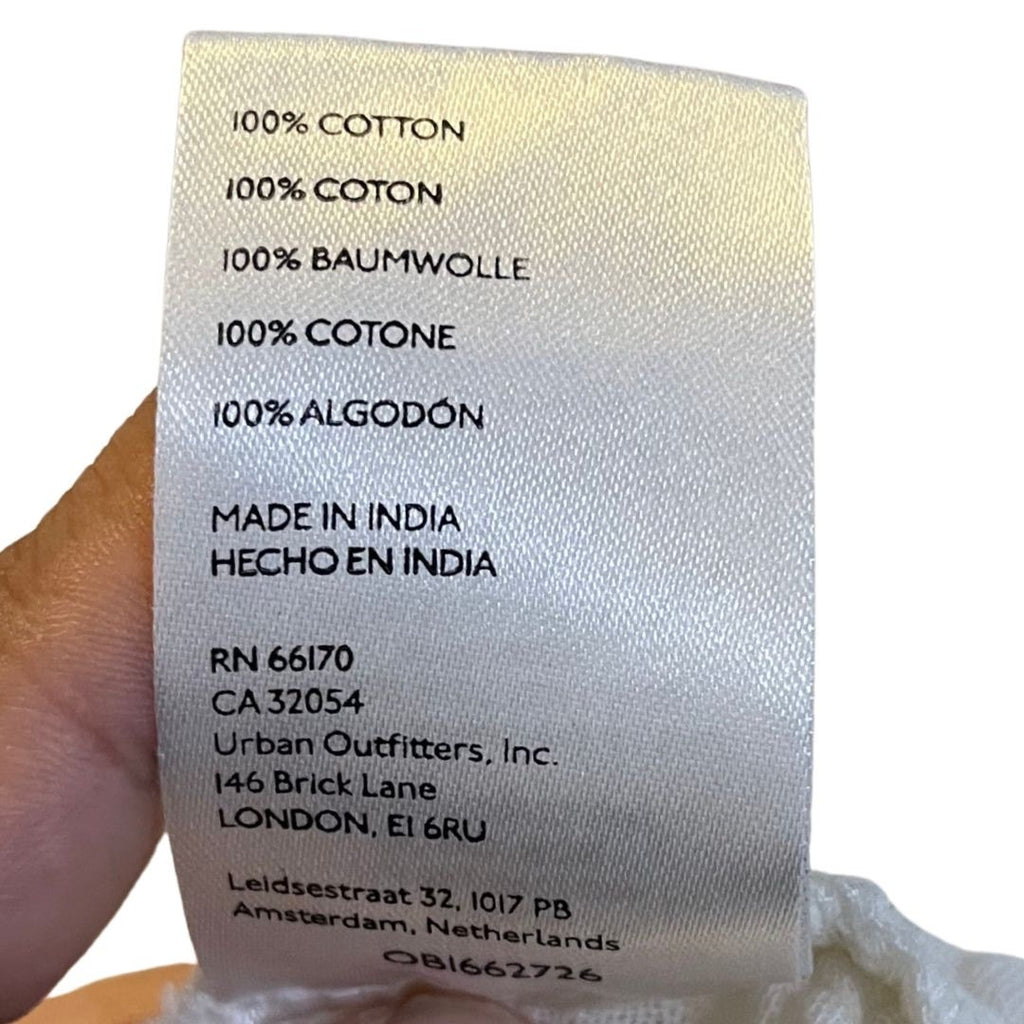 100% COTTON
100% COTON
100% BAUMWOLLE
100% COTONE
100% ALGODÓN
MADE IN INDIA
HECHO EN INDIA
RN 66170
CA 32054
Urban Outfitters, Inc.
146 Brick Lane
LONDON, E1 6RU
Leidsestraat 32, 1017 PB
Amsterdam, Netherlands
OB1662726